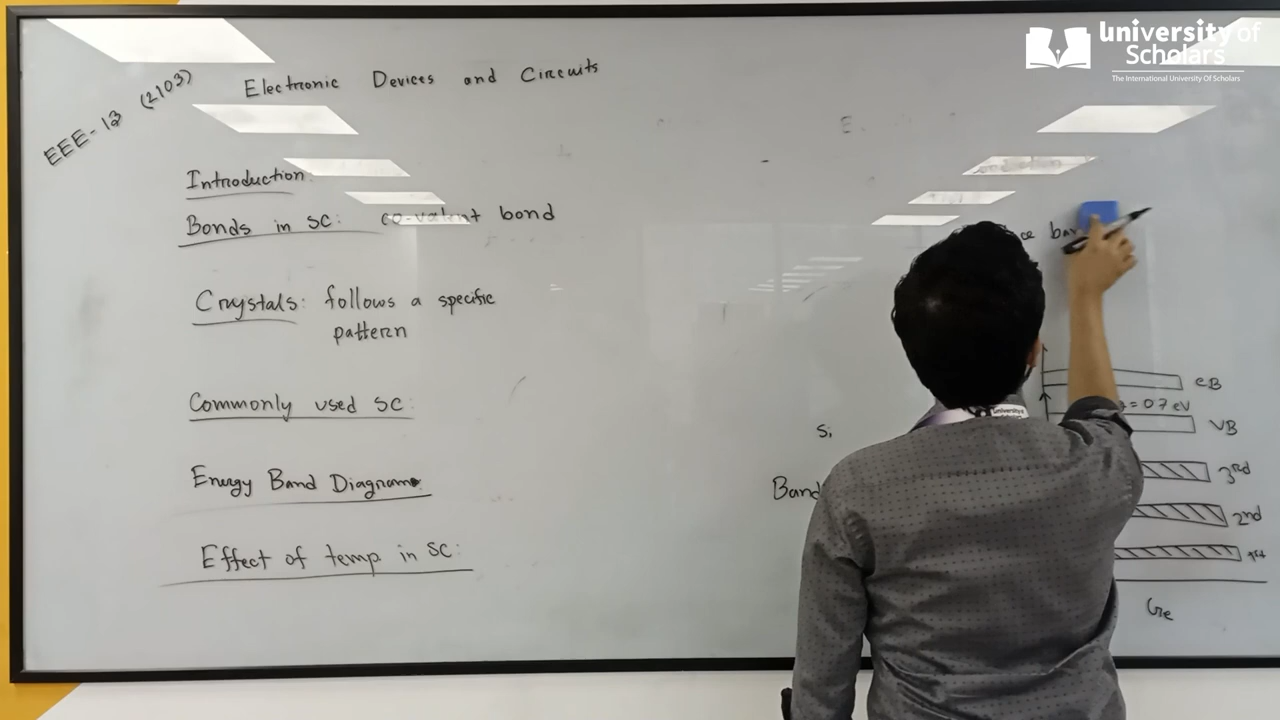 University of
Scholars
The International University Of Scholars
EEE-13 (2103)
Electronic Devices and Circuits
Introduction:
Bonds in SC: co-valent bond
Crystals: follows a specific
pattern
Commonly used SC:
Energy Band Diagram
Effect of temp in SC:
E
Si
Band
CB
= 0.7 eV
VB
3rd
2nd
1st
Ge
University